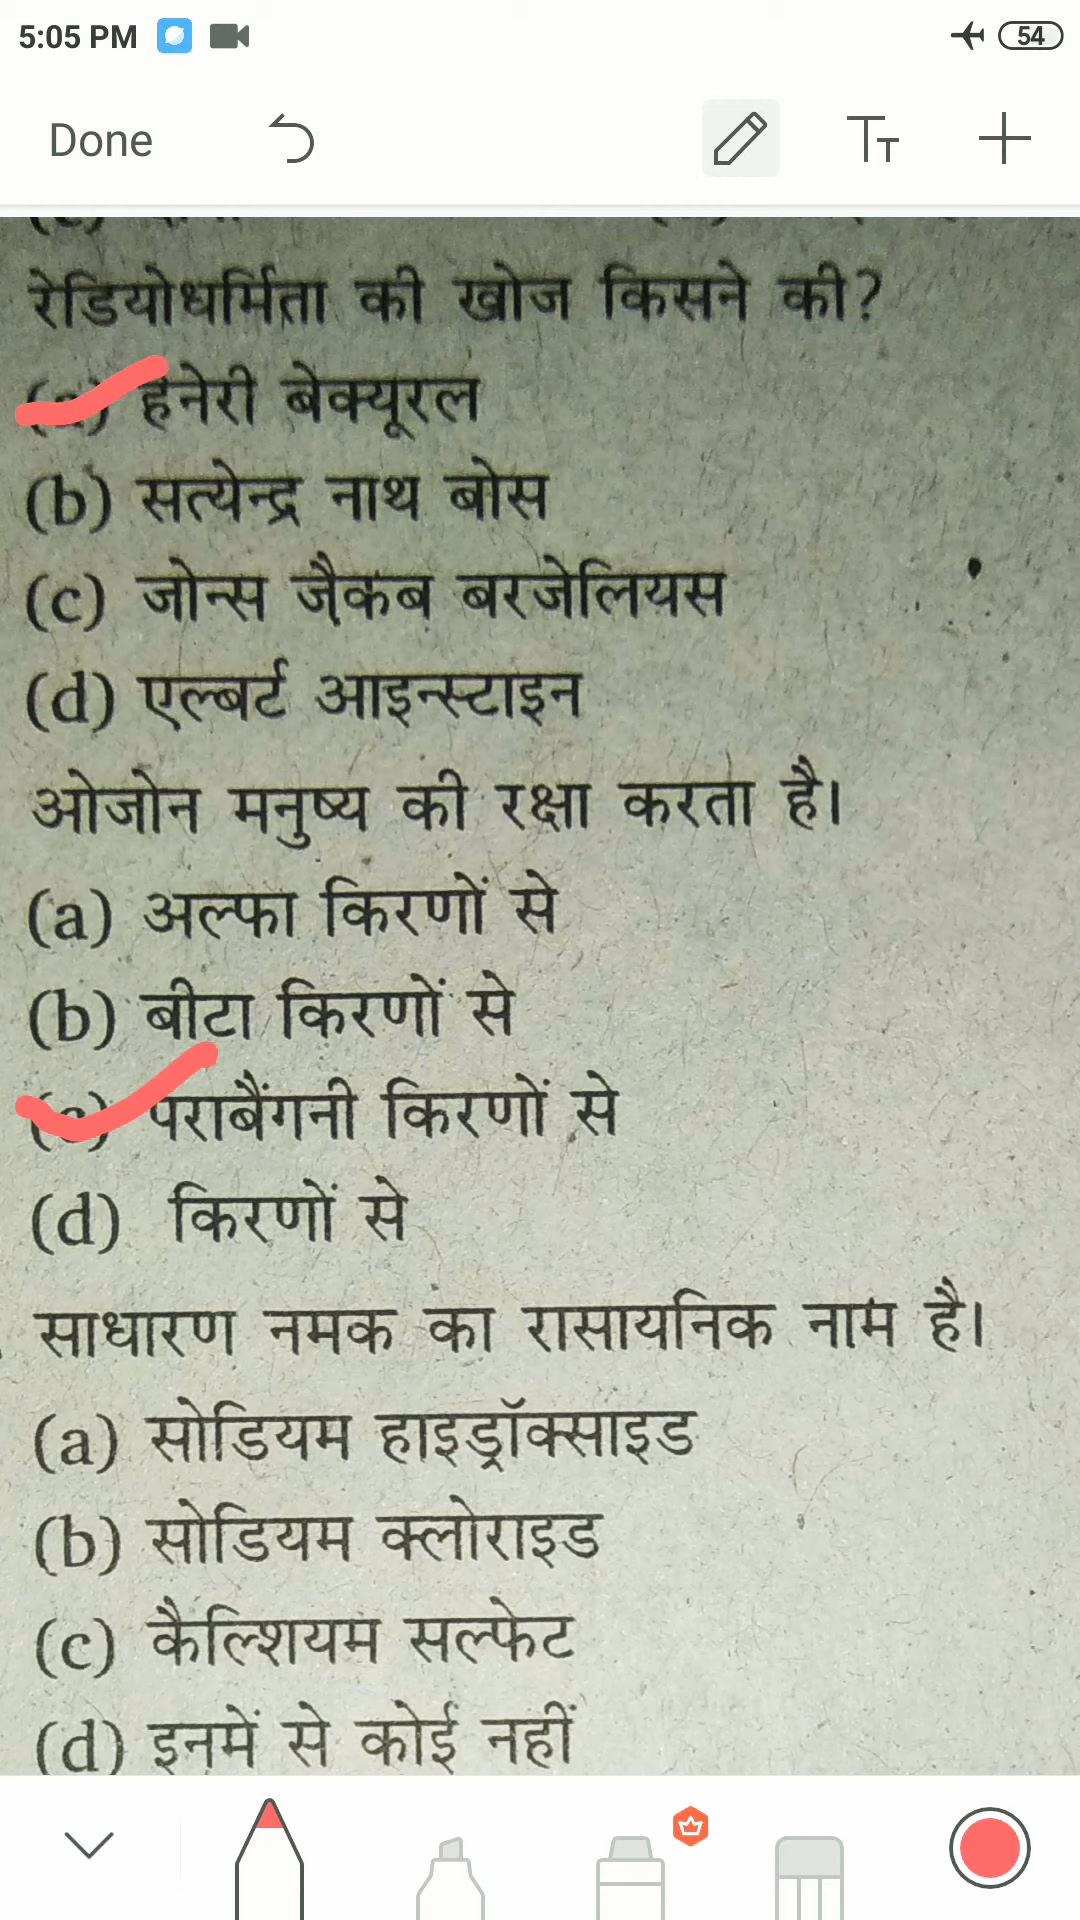 5:05 PM
54
Done
रेडियोधर्मिता की खोज किसने की?
(a) हेनेरी बेक्यूरल
(b) सत्येन्द्र नाथ बोस
(c) जोन्स जैकब बरजेलियस
(d) एल्बर्ट आइन्स्टाइन
ओजोन मनुष्य की रक्षा करता है।
(a) अल्फा किरणों से
(b) बीटा किरणों से
(c) पराबैंगनी किरणों से
(d) किरणों से
साधारण नमक का रासायनिक नाम है।
(a) सोडियम हाइड्रॉक्साइड
(b) सोडियम क्लोराइड
(c) कैल्शियम सल्फेट
(d) इनमें से कोई नहीं